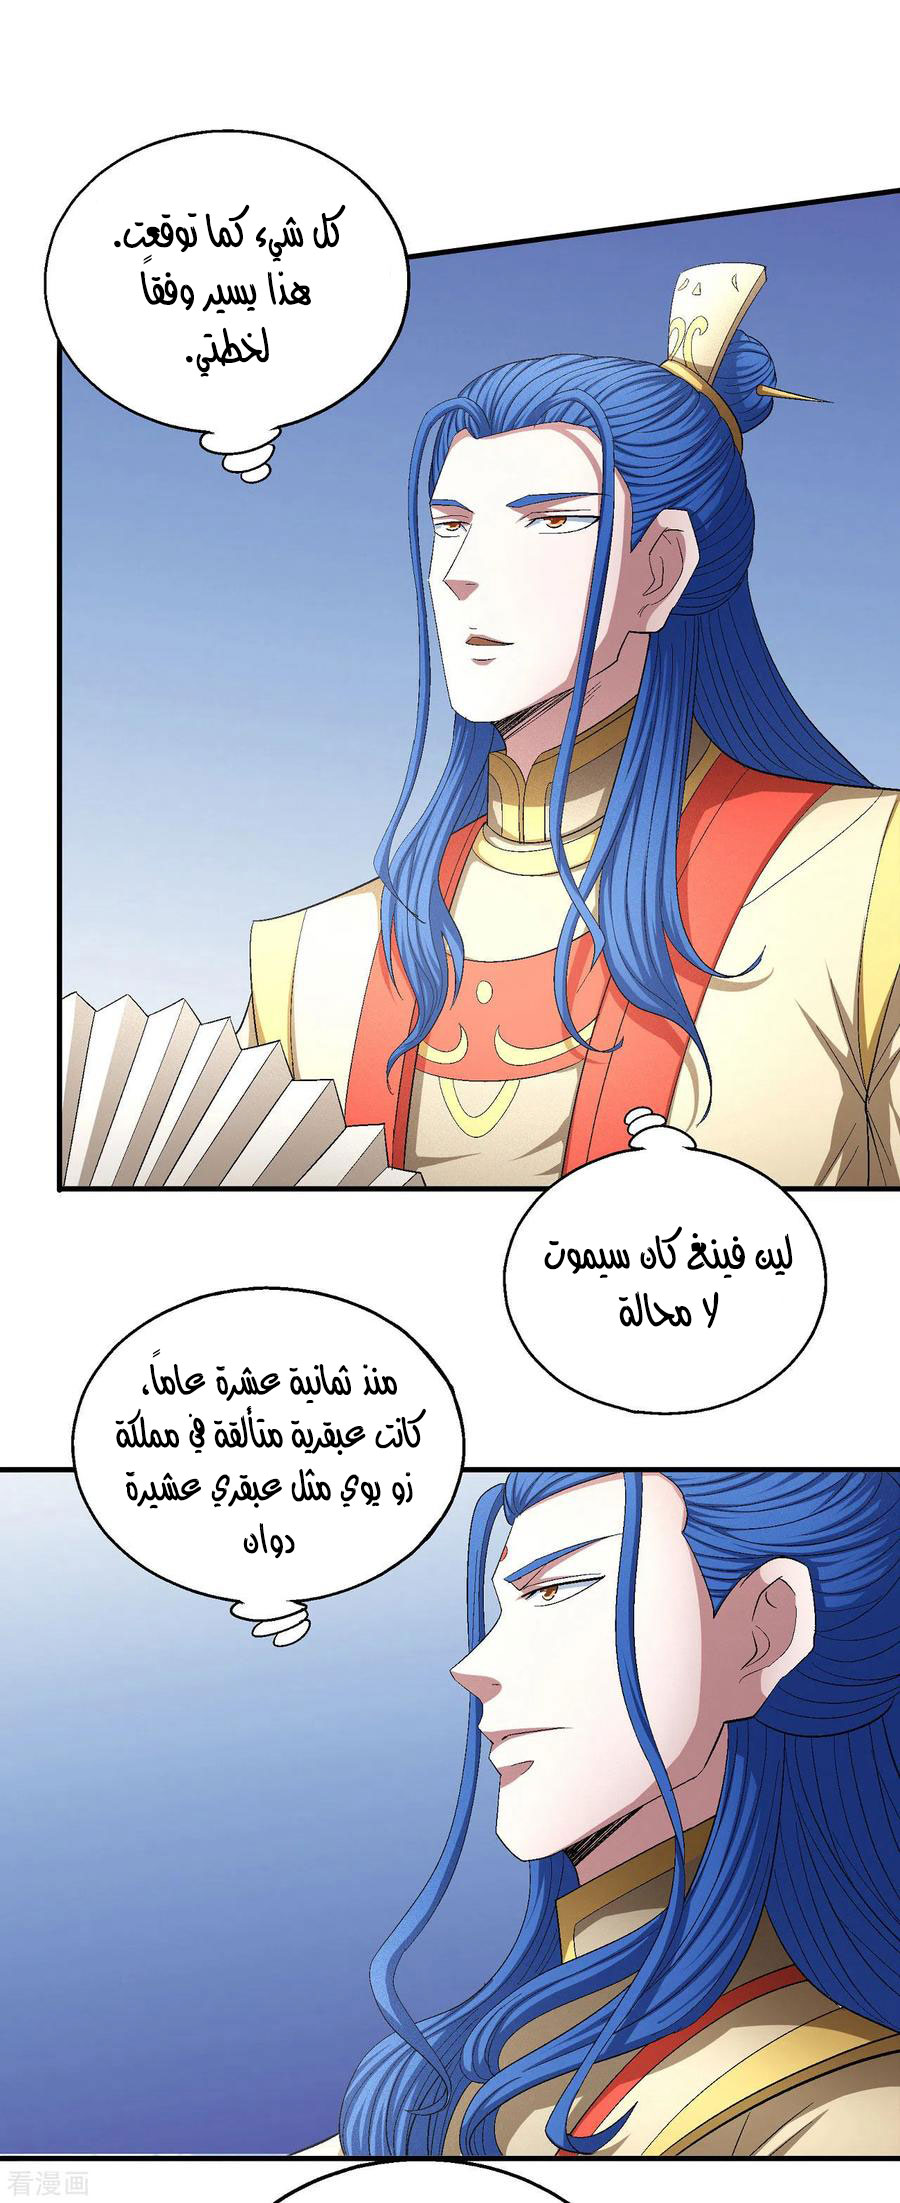 كل شيء كما توقعت.
هذا يسير وفقاً
لخطتي.
لين فينغ كان سيموت
لا محالة
منذ ثمانية عشرة عاماً،
كانت عبقرية متألقة في مملكة
زو يوي مثل عبقري عشيرة
دوان
看漫画